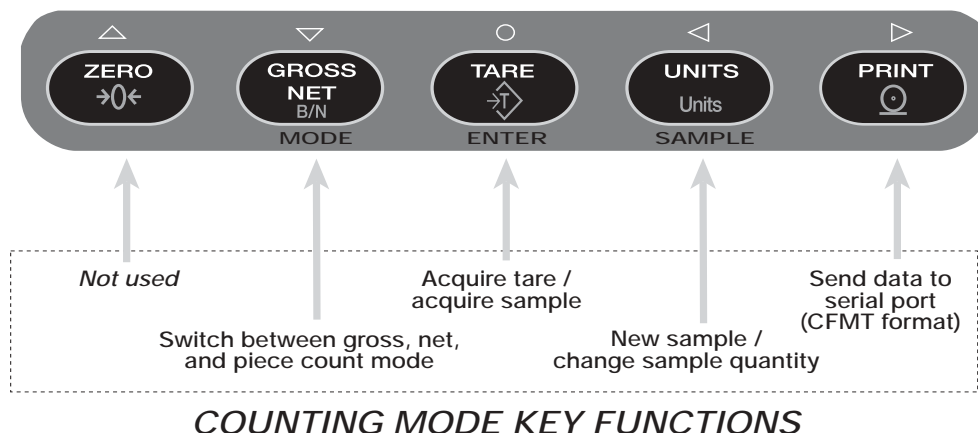 ZERO
→0←
GROSS
NET
B/N
MODE
TARE
T
ENTER
UNITS
Units
SAMPLE
PRINT
Not used
Switch between gross, net,
and piece count mode
Acquire tare /
acquire sample
New sample /
change sample quantity
Send data to
serial port
(CFMT format)
COUNTING MODE KEY FUNCTIONS